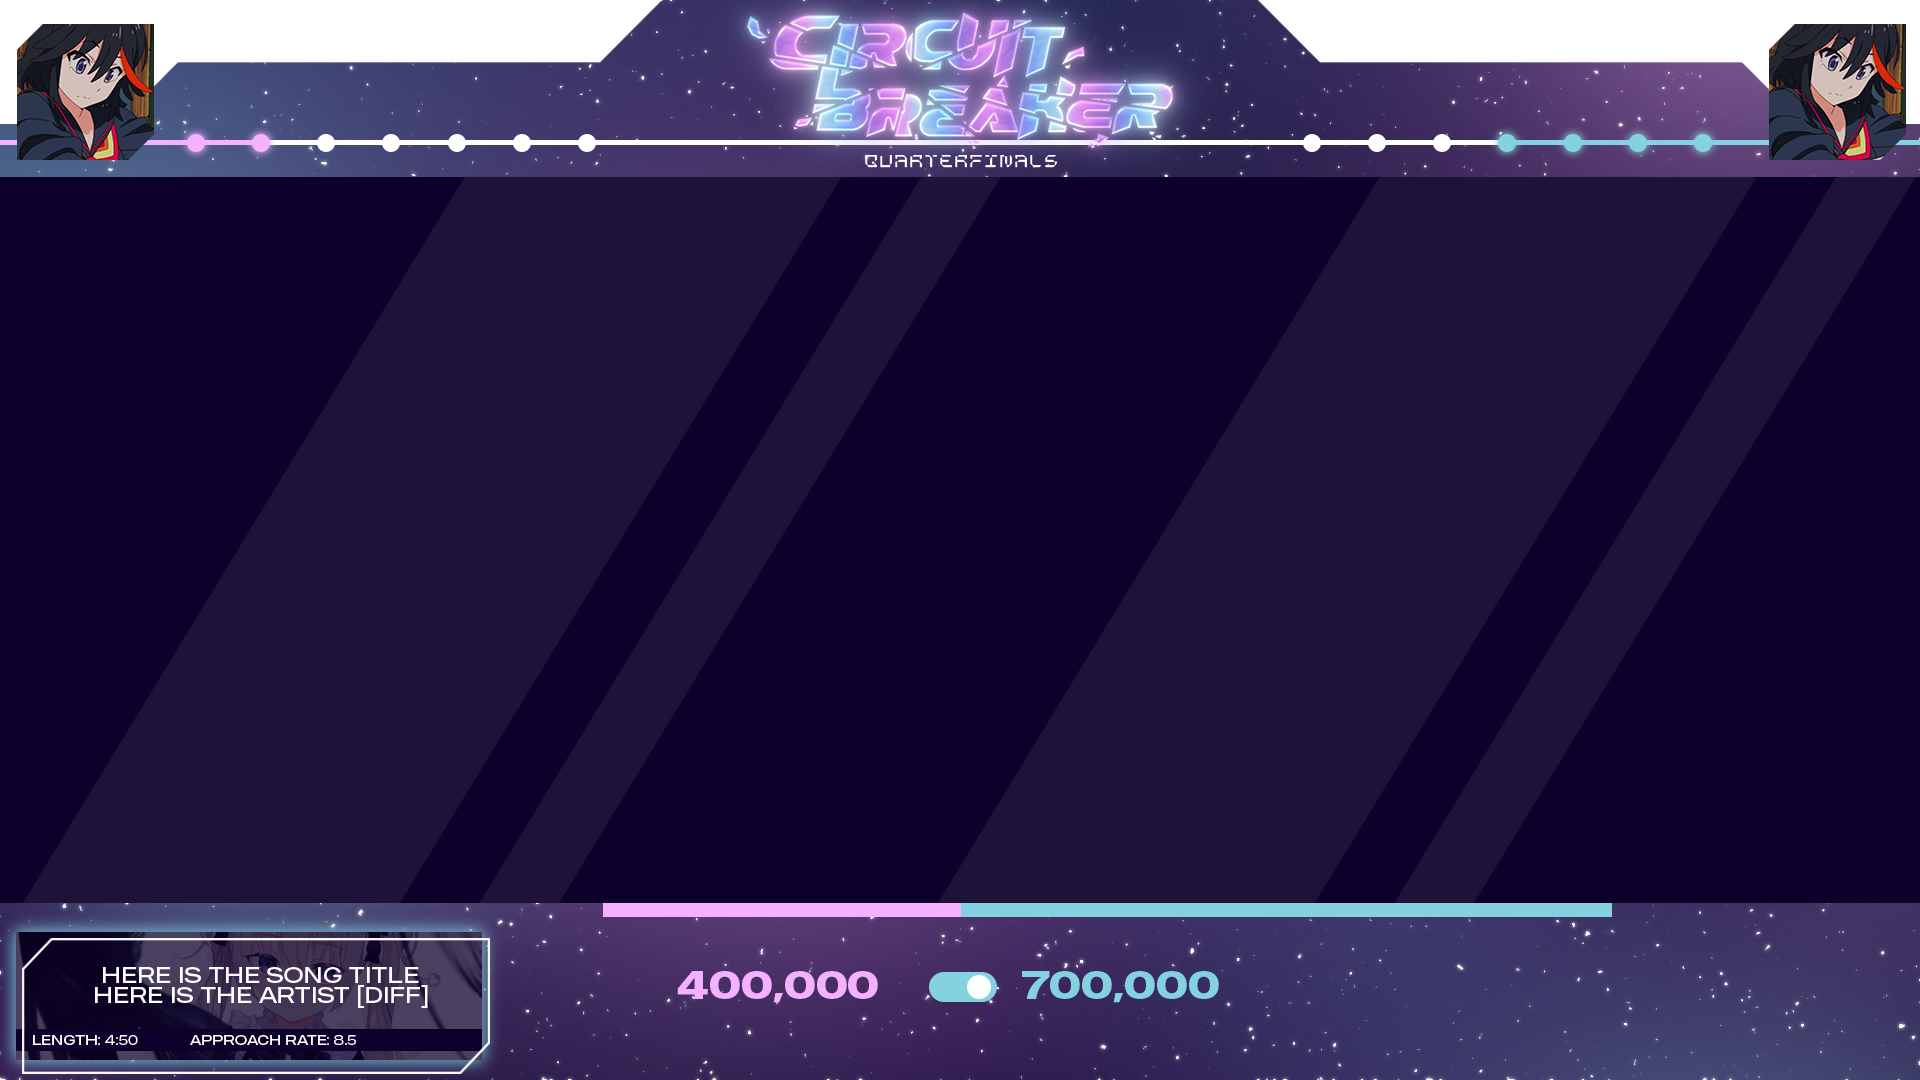 CIRCUIT
BREAKER
QUARTERFINALS
HERE IS THE SONG TITLE
HERE IS THE ARTIST [DIFF]
LENGTH: 4:50 APPROACH RATE: 8.5
400,000 700,000